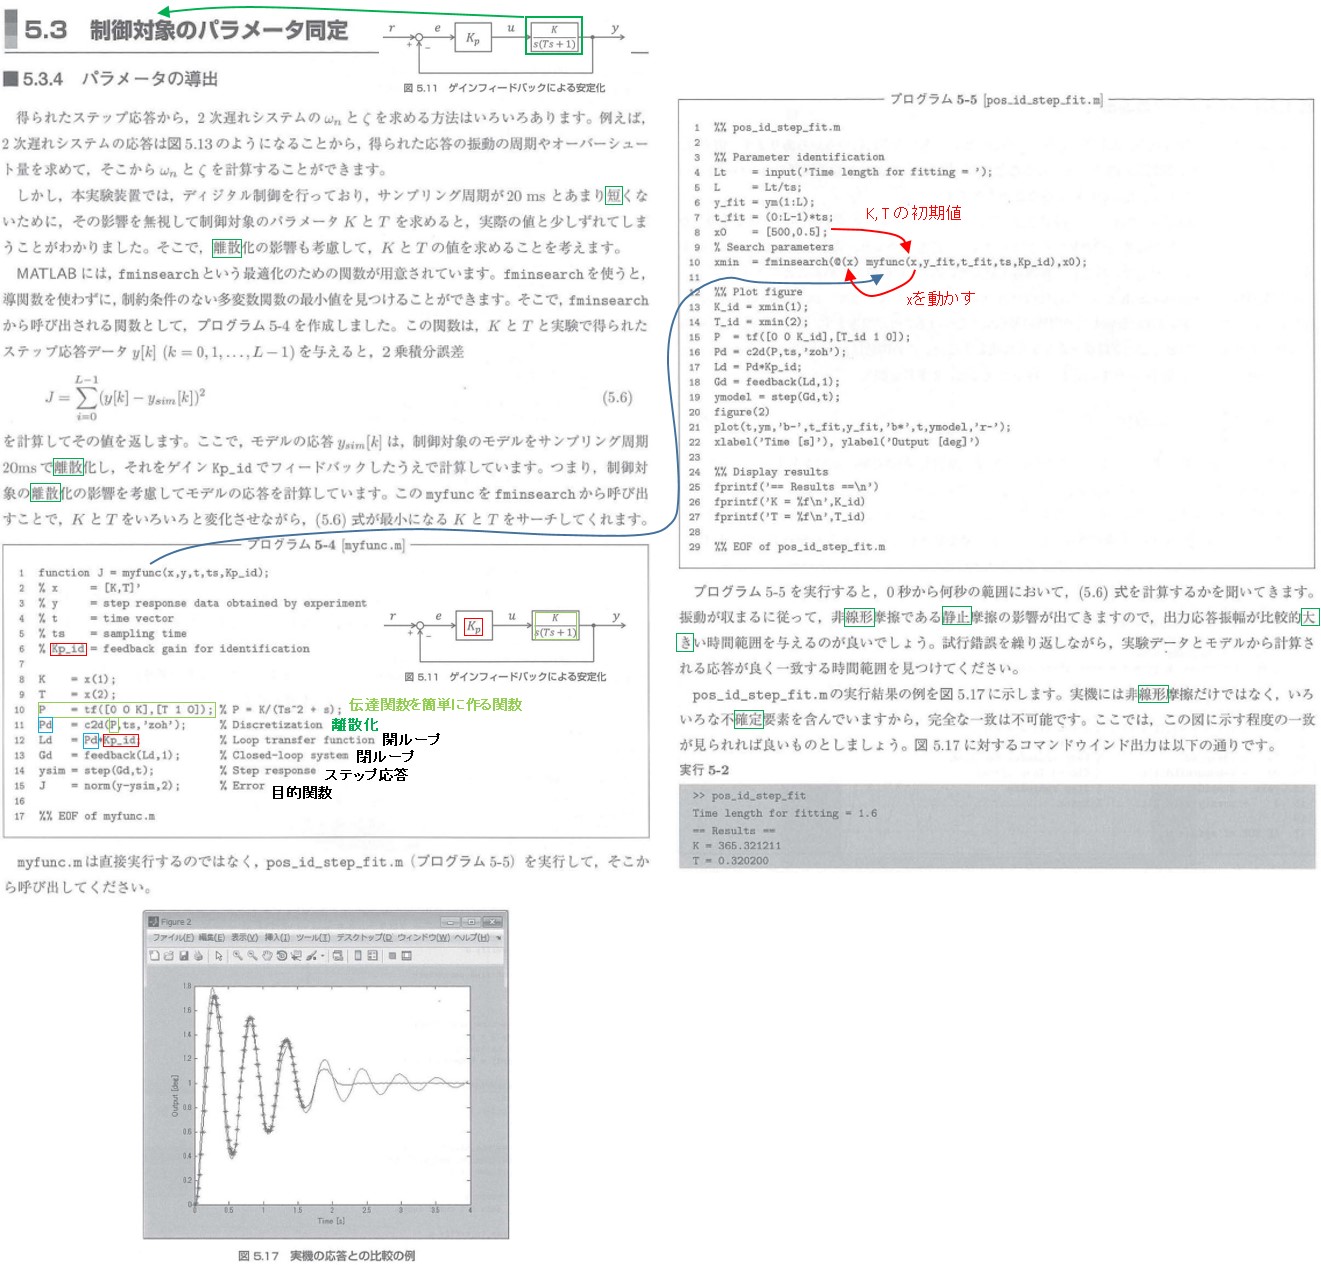 5.3 制御対象のパラメータ同定
r e Kp u K s(Ts+1) y
+ −
図 5.11 ゲインフィードバックによる安定化
■5.3.4 パラメータの導出
得られたステップ応答から，2 次遅れシステムの ωn と ζ を求める方法はいろいろあります。例えば，
2 次遅れシステムの応答は図 5.13 のようになることから，得られた応答の振動の周期やオーバーシュー
ト量を求めて，そこから ωn と ζ を計算することができます。
しかし，本実験装置では，ディジタル制御を行っており，サンプリング周期が 20 ms とあまり短くな
いために，その影響を無視して制御対象のパラメータ K と T を求めると，実際の値と少しずれてしま
うことがわかりました。そこで，離散化の影響も考慮して，K と T の値を求めることを考えます。
MATLAB には，fminsearch という最適化のための関数が用意されています。fminsearch を使うと，
導関数を使わずに，制約条件のない多変数関数の最小値を見つけることができます。そこで，fminsearch
から呼び出される関数として，プログラム 5-4 を作成しました。この関数は，K と T と実験で得られた
ステップ応答データ y[k] (k = 0, 1, . . . , L − 1) を与えると，2 乗積分誤差
J = L−1 ∑ i=0 (y[k] − ysim[k])2 (5.6)
を計算してその値を返します。ここで，モデルの応答 ysim[k] は，制御対象のモデルをサンプリング周期
20ms で離散化し，それをゲイン Kp_id でフィードバックしたうえで計算しています。つまり，制御対
象の離散化の影響を考慮してモデルの応答を計算しています。この myfunc を fminsearch から呼び出
すことで，K と T をいろいろと変化させながら，(5.6) 式が最小になる K と T をサーチしてくれます。
プログラム 5-4 [myfunc.m]
1 function J = myfunc(x,y,t,ts,Kp_id);
2 % x = [K,T]'
3 % y = step response data obtained by experiment
4 % t = time vector
5 % ts = sampling time
6 % Kp_id = feedback gain for identification
7
8 K = x(1);
9 T = x(2);
10 P = tf([0 0 K],[T 1 0]); % P = K/(Ts^2 + s); 伝達関数を簡単に作る関数
11 Pd = c2d(P,ts,'zoh'); % Discretization 離散化
12 Ld = Pd*Kp_id; % Loop transfer function 開ループ
13 Gd = feedback(Ld,1); % Closed-loop system 閉ループ
14 ysim = step(Gd,t); % Step response ステップ応答
15 J = norm(y-ysim,2); % Error 目的関数
16
17 %% EOF of myfunc.m
r e Kp u K s(Ts+1) y
+ −
図 5.11 ゲインフィードバックによる安定化
myfunc.m は直接実行するのではなく，pos_id_step_fit.m（プログラム 5-5）を実行して，そこか
ら呼び出してください。
Figure 2
ファイル(F) 編集(E) 表示(V) 挿入(I) ツール(T) デスクトップ(D) ウィンドウ(W) ヘルプ(H)
1.8
1.6
1.4
1.2
1
0.8
0.6
0.4
0.2
0
Output [deg]
0 0.5 1 1.5 2 2.5 3 3.5 4
Time [s]
図 5.17 実機の応答との比較の例
プログラム 5-5 [pos_id_step_fit.m]
1 %% pos_id_step_fit.m
2
3 %% Parameter identification
4 Lt = input('Time length for fitting = ');
5 L = Lt/ts;
6 y_fit = ym(1:L);
7 t_fit = (0:L-1)*ts;
8 x0 = [500,0.5];
9 % Search parameters
10 xmin = fminsearch(@(x) myfunc(x,y_fit,t_fit,ts,Kp_id),x0);
11
12 %% Plot figure
13 K_id = xmin(1);
14 T_id = xmin(2);
15 P = tf([0 0 K_id],[T_id 1 0]);
16 Pd = c2d(P,ts,'zoh');
17 Ld = Pd*Kp_id;
18 Gd = feedback(Ld,1);
19 ymodel = step(Gd,t);
20 figure(2)
21 plot(t,ym,'b-',t_fit,y_fit,'b*',t,ymodel,'r-');
22 xlabel('Time [s]'), ylabel('Output [deg]')
23
24 %% Display results
25 fprintf('== Results ==\n')
26 fprintf('K = %f\n',K_id)
27 fprintf('T = %f\n',T_id)
28
29 %% EOF of pos_id_step_fit.m
K,Tの初期値
xを動かす
プログラム 5-5 を実行すると，0 秒から何秒の範囲において，(5.6) 式を計算するかを聞いてきます。
振動が収まるに従って，非線形摩擦である静止摩擦の影響が出てきますので，出力応答振幅が比較的大
きい時間範囲を与えるのが良いでしょう。試行錯誤を繰り返しながら，実験データとモデルから計算さ
れる応答が良く一致する時間範囲を見つけてください。
pos_id_step_fit.m の実行結果の例を図 5.17 に示します。実機には非線形摩擦だけではなく，いろ
いろな不確定要素を含んでいますから，完全な一致は不可能です。ここでは，この図に示す程度の一致
が見られれば良いものとしましょう。図 5.17 に対するコマンドウインド出力は以下の通りです。
実行 5-2
>> pos_id_step_fit
Time length for fitting = 1.6
== Results ==
K = 365.321211
T = 0.320200